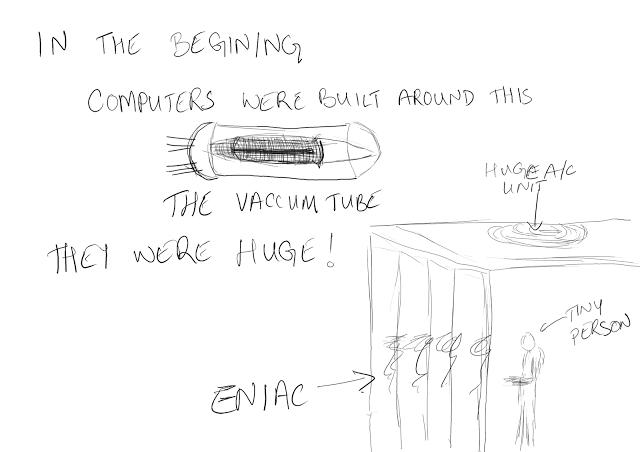 IN THE BEGINING
COMPUTERS WERE BUILT AROUND THIS
THE VACCUM TUBE
THEY WERE HUGE!
HUGE A/C
UNIT
TINY
PERSON
ENIAC